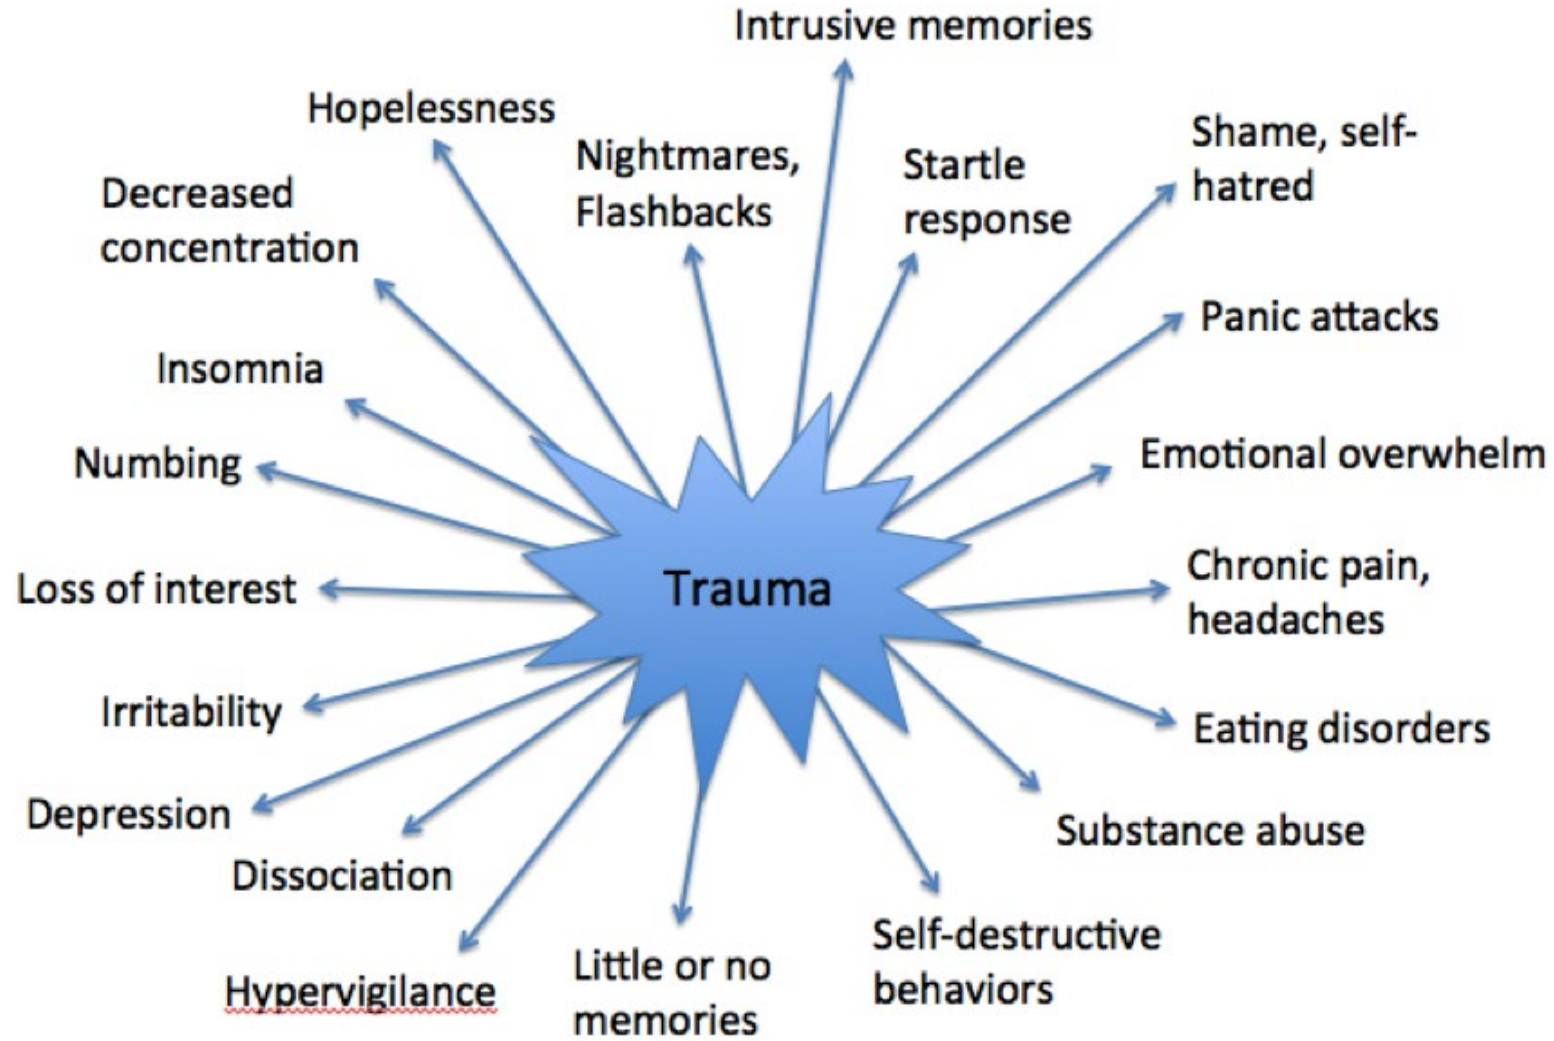 Intrusive memories
Hopelessness
Nightmares,
Flashbacks
Startle
response
Shame, self-
hatred
Decreased
concentration
Panic attacks
Insomnia
Numbing
Emotional overwhelm
Loss of interest
Trauma
Chronic pain,
headaches
Irritability
Eating disorders
Depression
Dissociation
Substance abuse
Hypervigilance
Little or no
memories
Self-destructive
behaviors